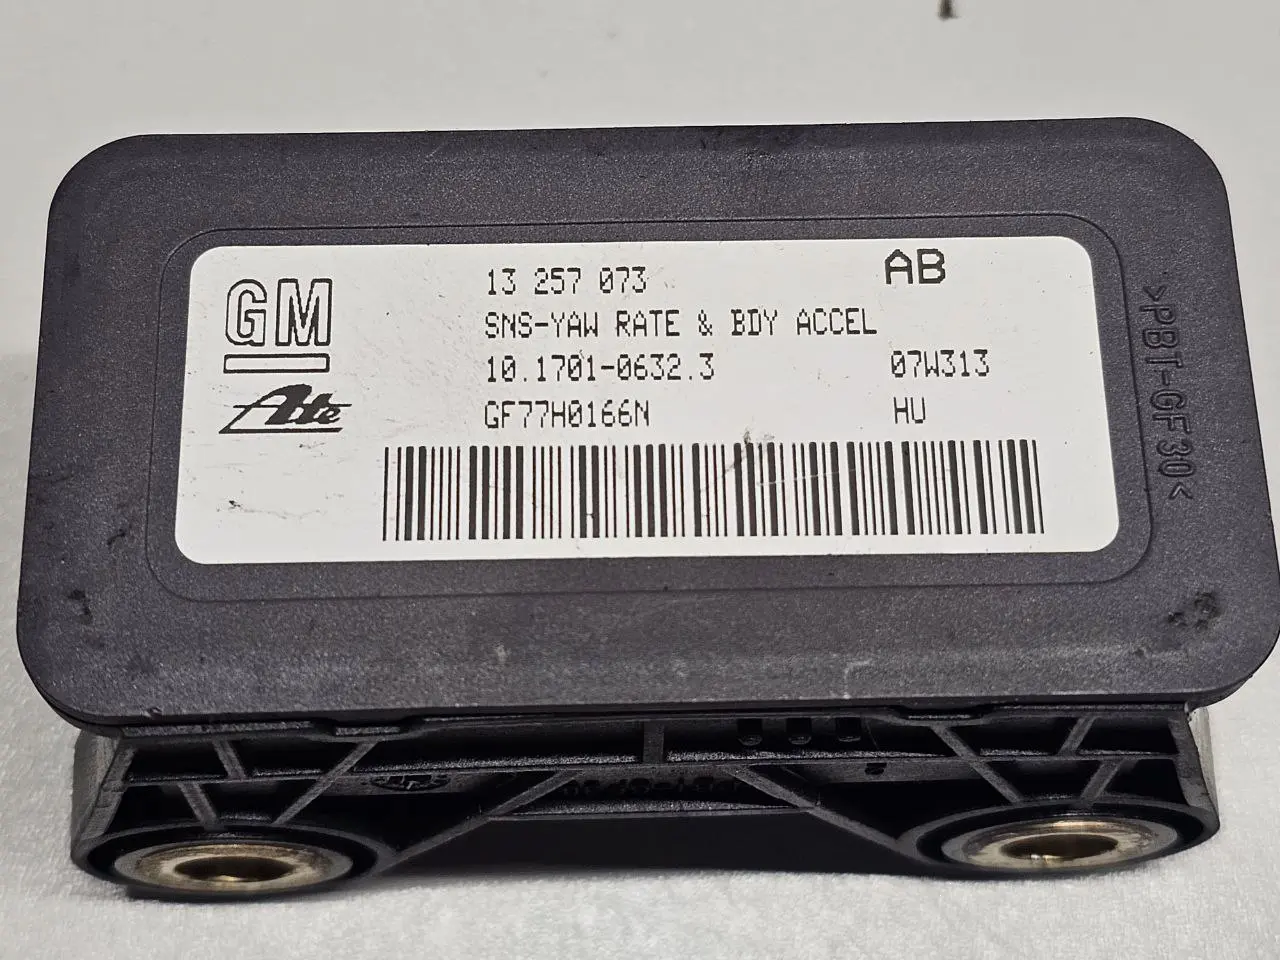 GM
Ate
13 257 073
AB
SNS-YAW RATE & BDY ACCEL
10.1701-0632.3
07W313
GF77H0166N
HU
>PBT-GF30<